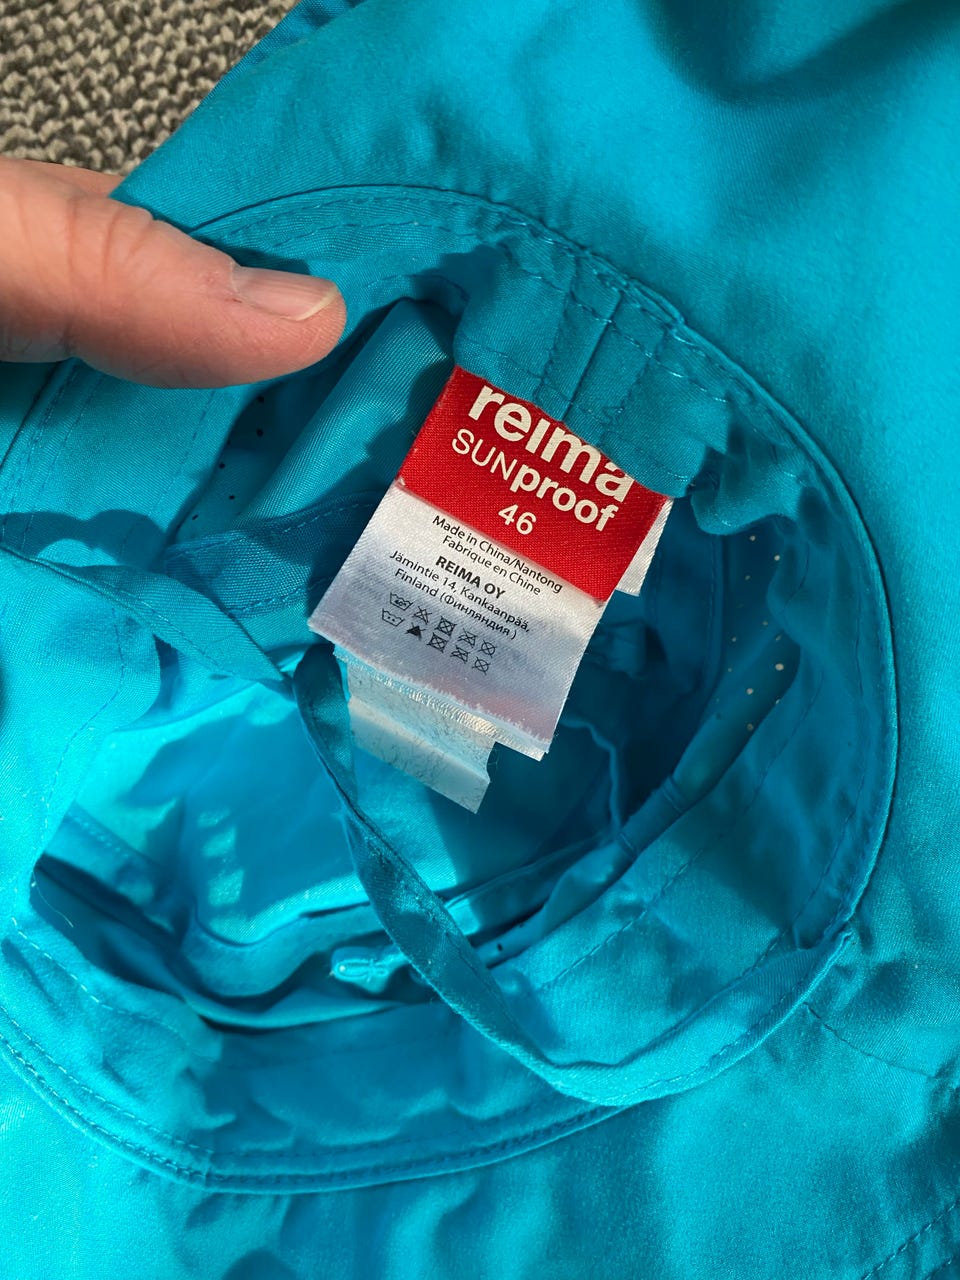 reima
SUNproof
46
Made in China/Nantong
Fabrique en Chine
REIMA OY
Jämintie 14, Kankaanpää,
Finland (Финляндия)